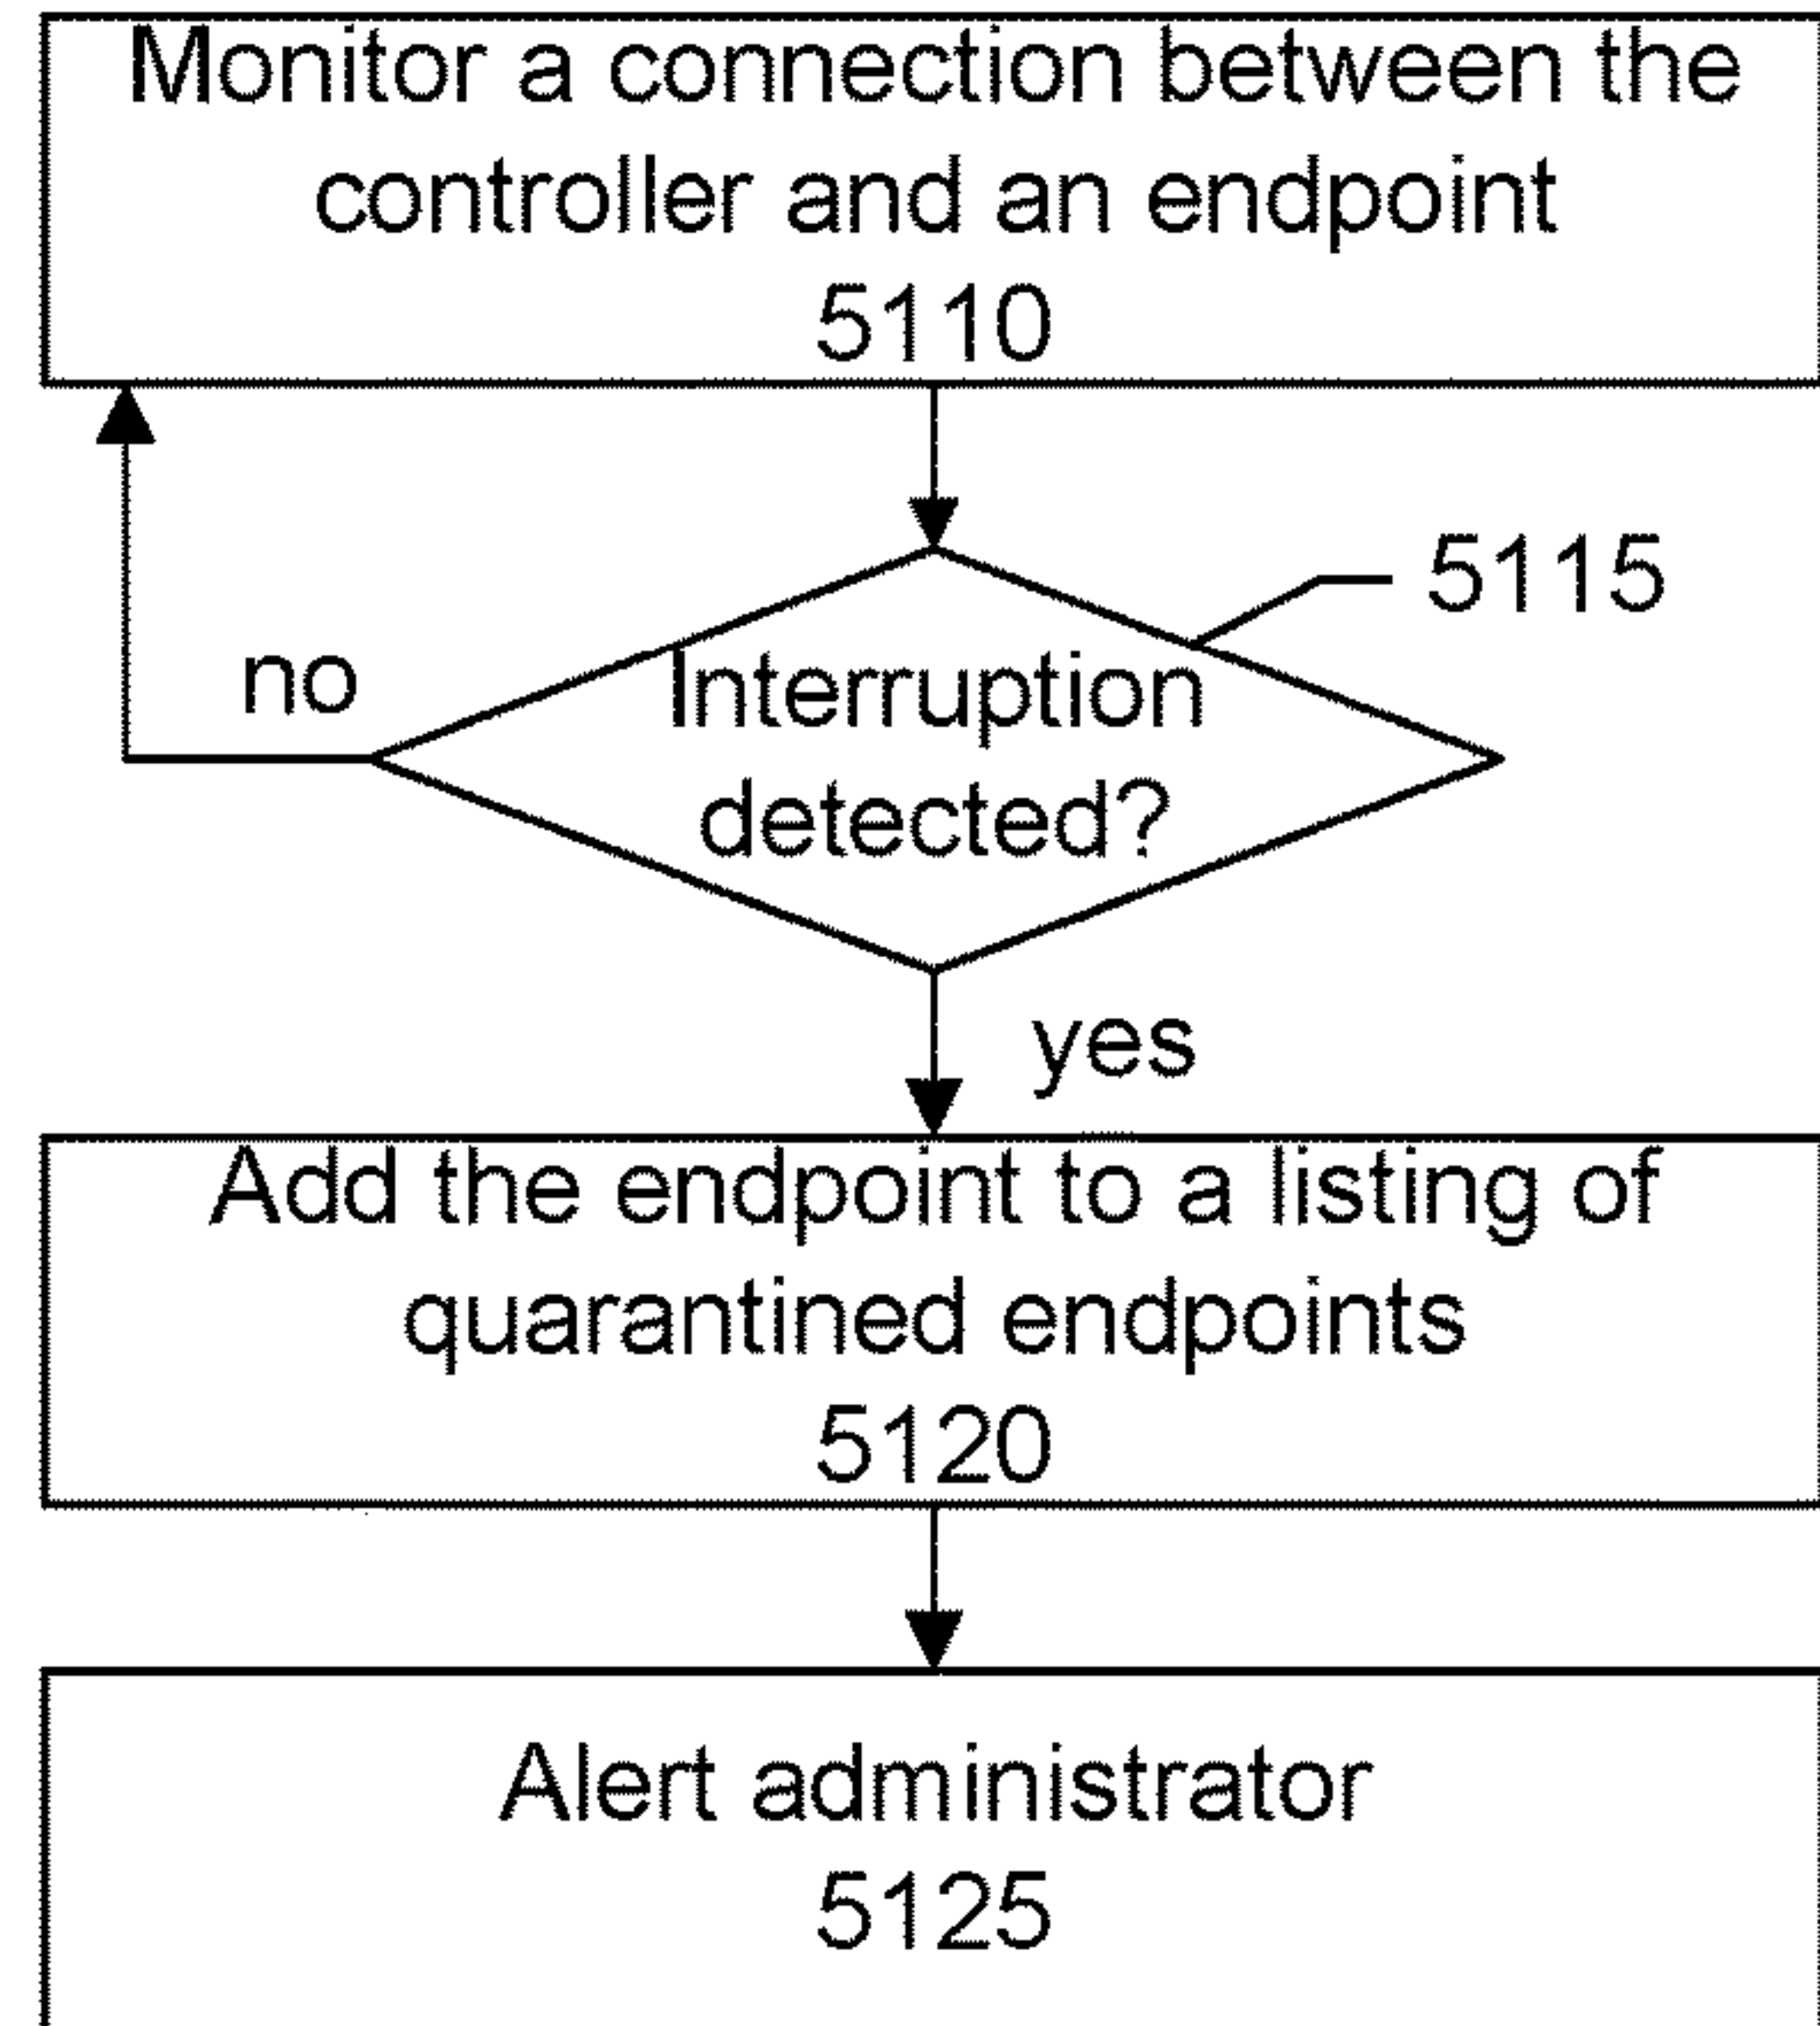 Monitor a connection between the
controller and an endpoint
5110
5115
no
Interruption
detected?
yes
Add the endpoint to a listing of
quarantined endpoints
5120
Alert administrator
5125